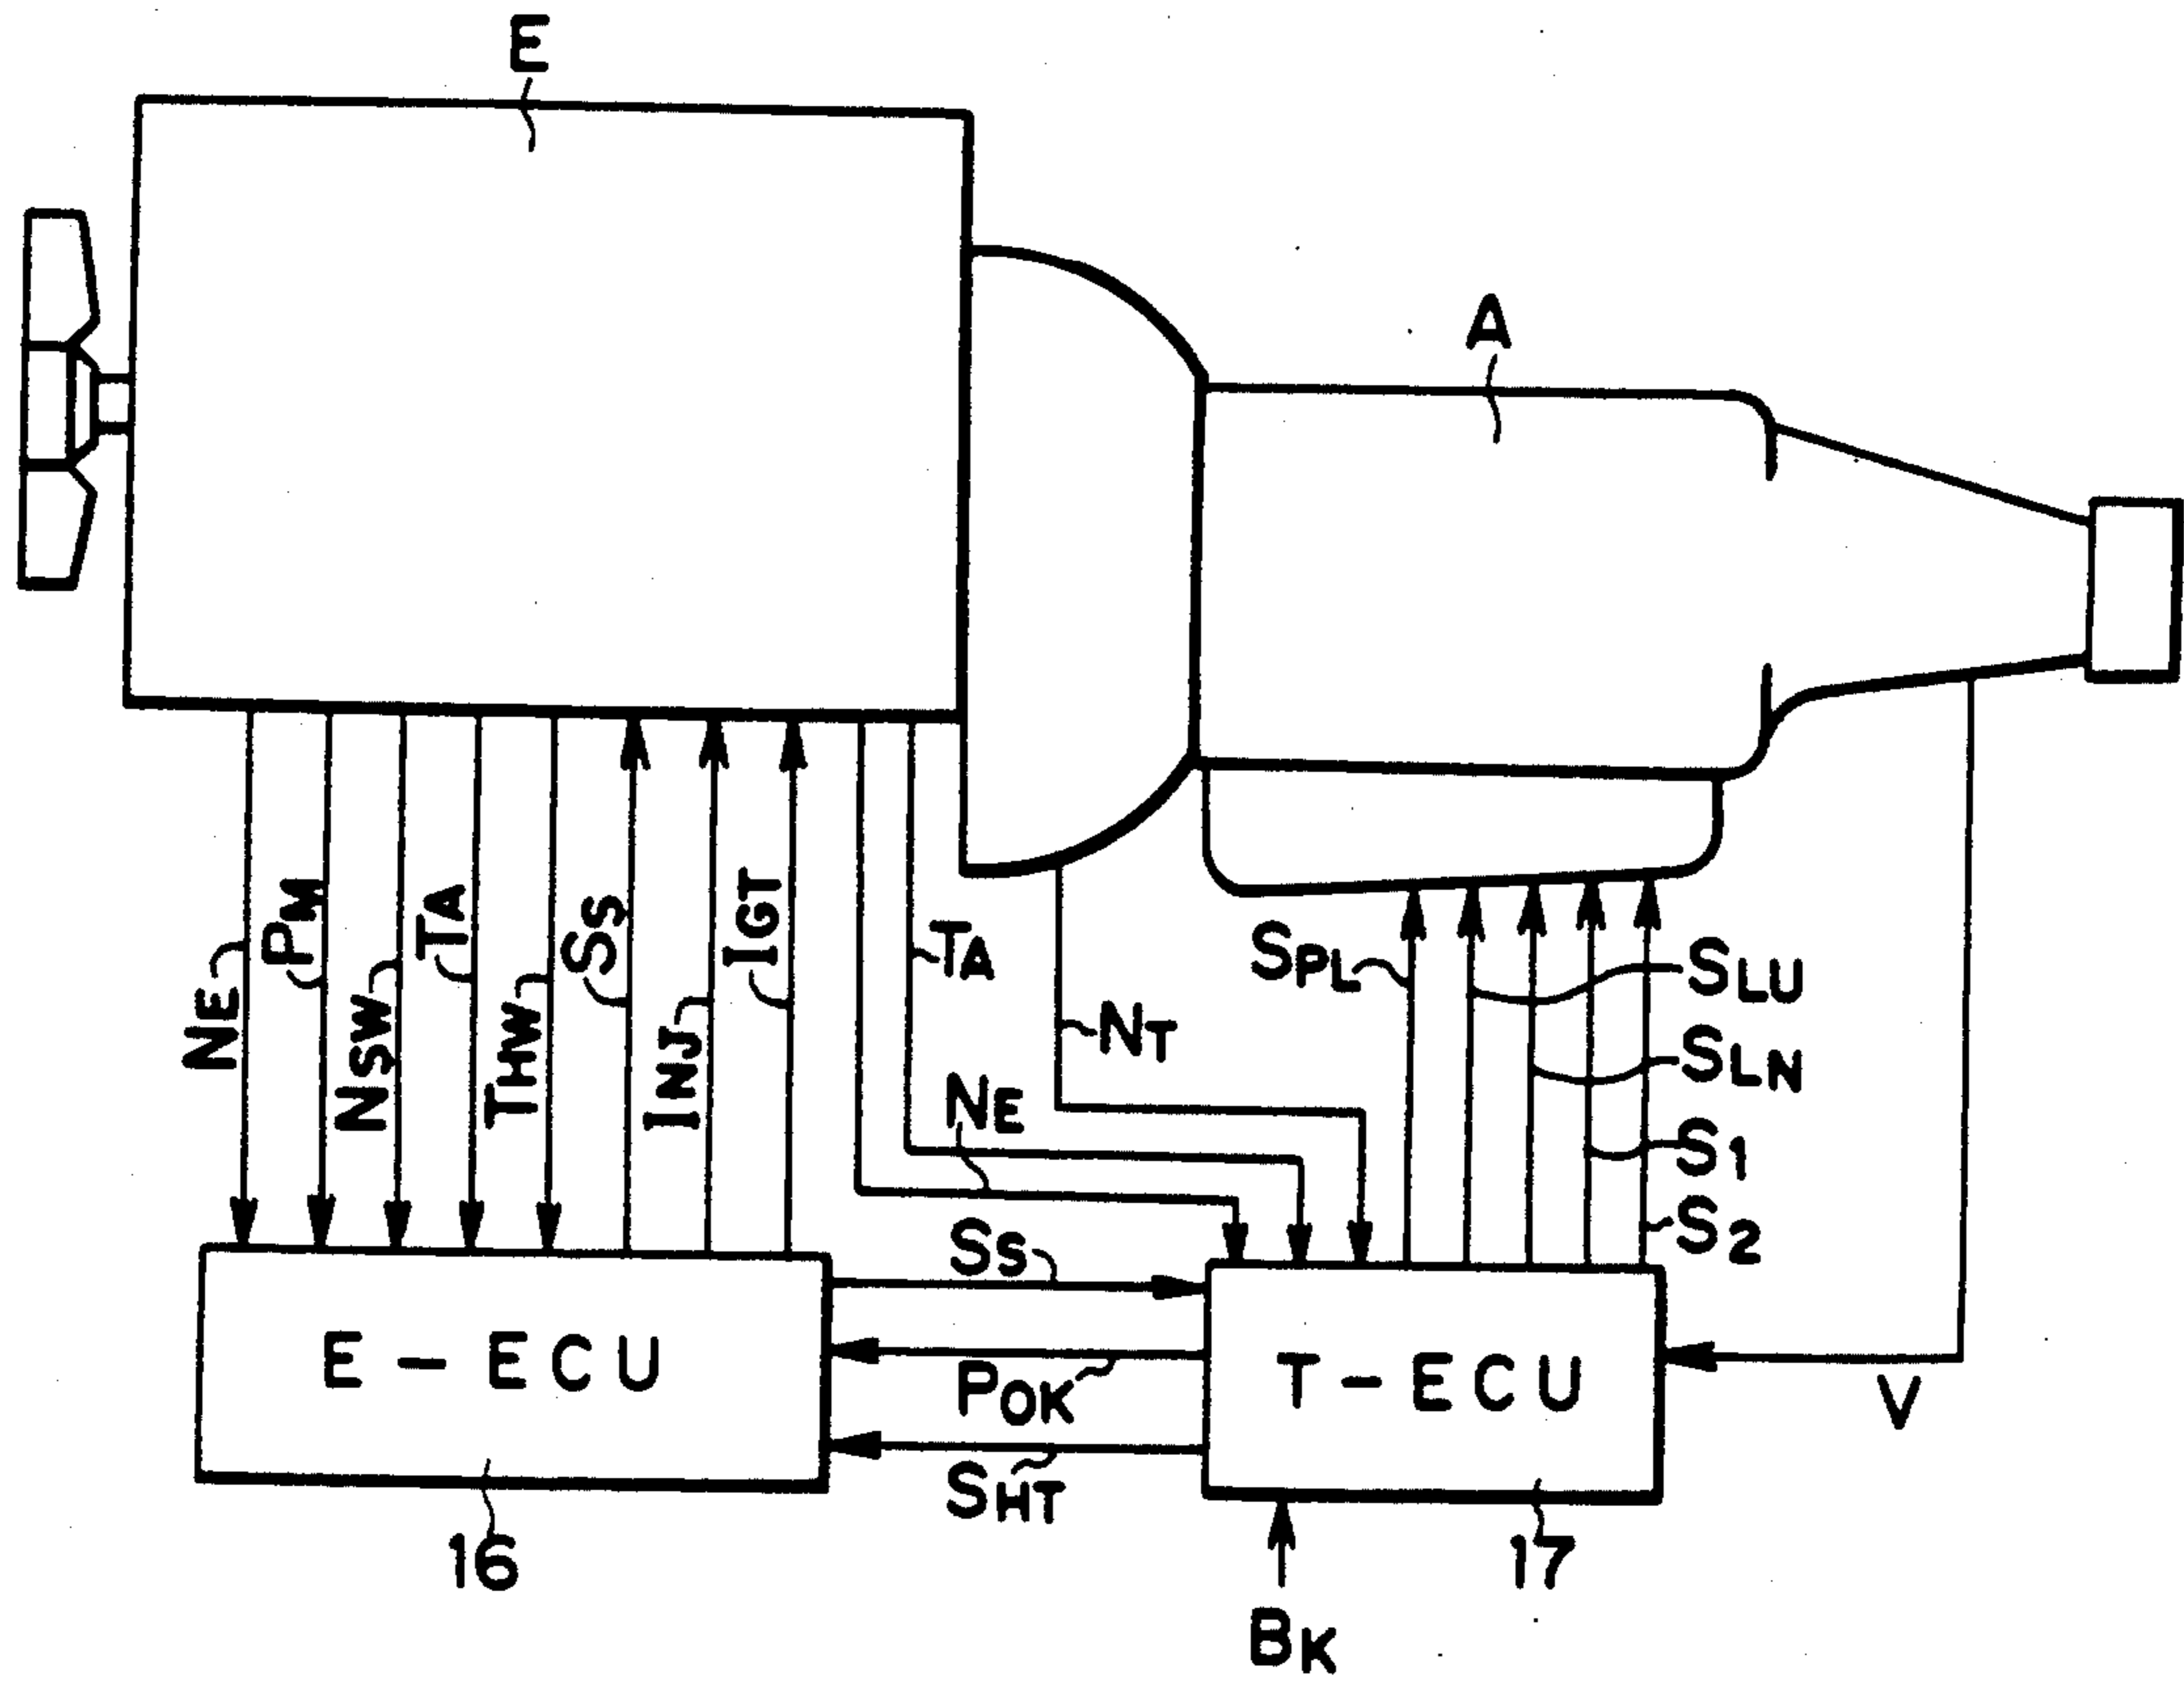 E
A
NE
PM
NSW
TA
THW
SS
INJ
IGT
TA
NT
NE
SPL
SLU
SLN
S1
S2
SS
POK
SHT
E-ECU
T-ECU
V
16
17
BK